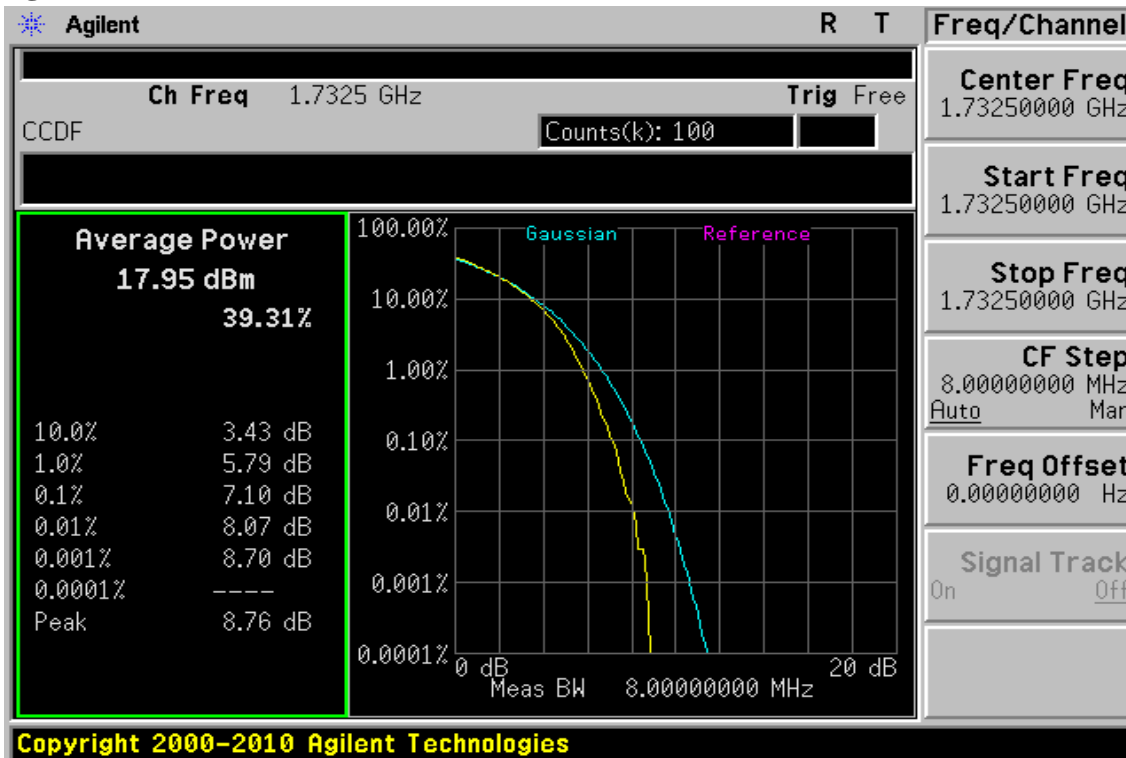 Agilent R T
Ch Freq 1.7325 GHz Trig Free
CCDF
Counts(k): 100
Average Power
17.95 dBm
39.31%
10.0% 3.43 dB
1.0% 5.79 dB
0.1% 7.10 dB
0.01% 8.07 dB
0.001% 8.70 dB
0.0001% ----
Peak 8.76 dB
Gaussian Reference
100.00%
10.00%
1.00%
0.10%
0.01%
0.001%
0.0001%
0 dB 20 dB
Meas BW 8.00000000 MHz
Freq/Channel
Center Freq
1.73250000 GHz
Start Freq
1.73250000 GHz
Stop Freq
1.73250000 GHz
CF Step
8.00000000 MHz
Auto Man
Freq Offset
0.00000000 Hz
Signal Track
On Off
Copyright 2000-2010 Agilent Technologies